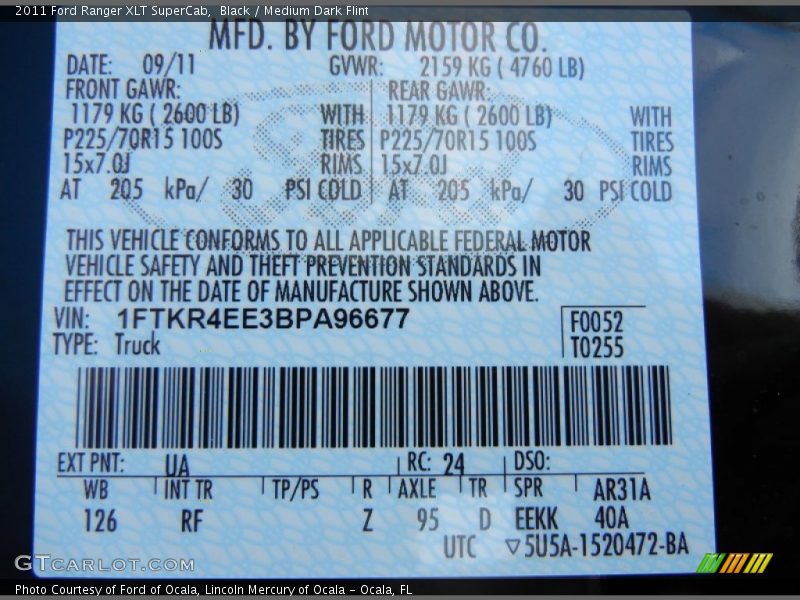 2011 Ford Ranger XLT SuperCab, Black / Medium Dark Flint
MFD. BY FORD MOTOR CO.
DATE: 09/11 GVWR: 2159 KG ( 4760 LB)
FRONT GAWR: REAR GAWR:
1179 KG ( 2600 LB) WITH 1179 KG ( 2600 LB) WITH
P225/70R15 100S TIRES P225/70R15 100S TIRES
15x7.0J RIMS 15x7.0J RIMS
AT 205 kPa/ 30 PSI COLD AT 205 kPa/ 30 PSI COLD
THIS VEHICLE CONFORMS TO ALL APPLICABLE FEDERAL MOTOR
VEHICLE SAFETY AND THEFT PREVENTION STANDARDS IN
EFFECT ON THE DATE OF MANUFACTURE SHOWN ABOVE.
VIN: 1FTKR4EE3BPA96677 F0052
TYPE: Truck T0255
EXT PNT: UA RC: 24 DSO:
WB INT TR TP/PS R AXLE TR SPR AR31A
126 RF Z 95 D EEKK 40A
UTC ▽5U5A-1520472-BA
GTCARLOT.COM
Photo Courtesy of Ford of Ocala, Lincoln Mercury of Ocala - Ocala, FL